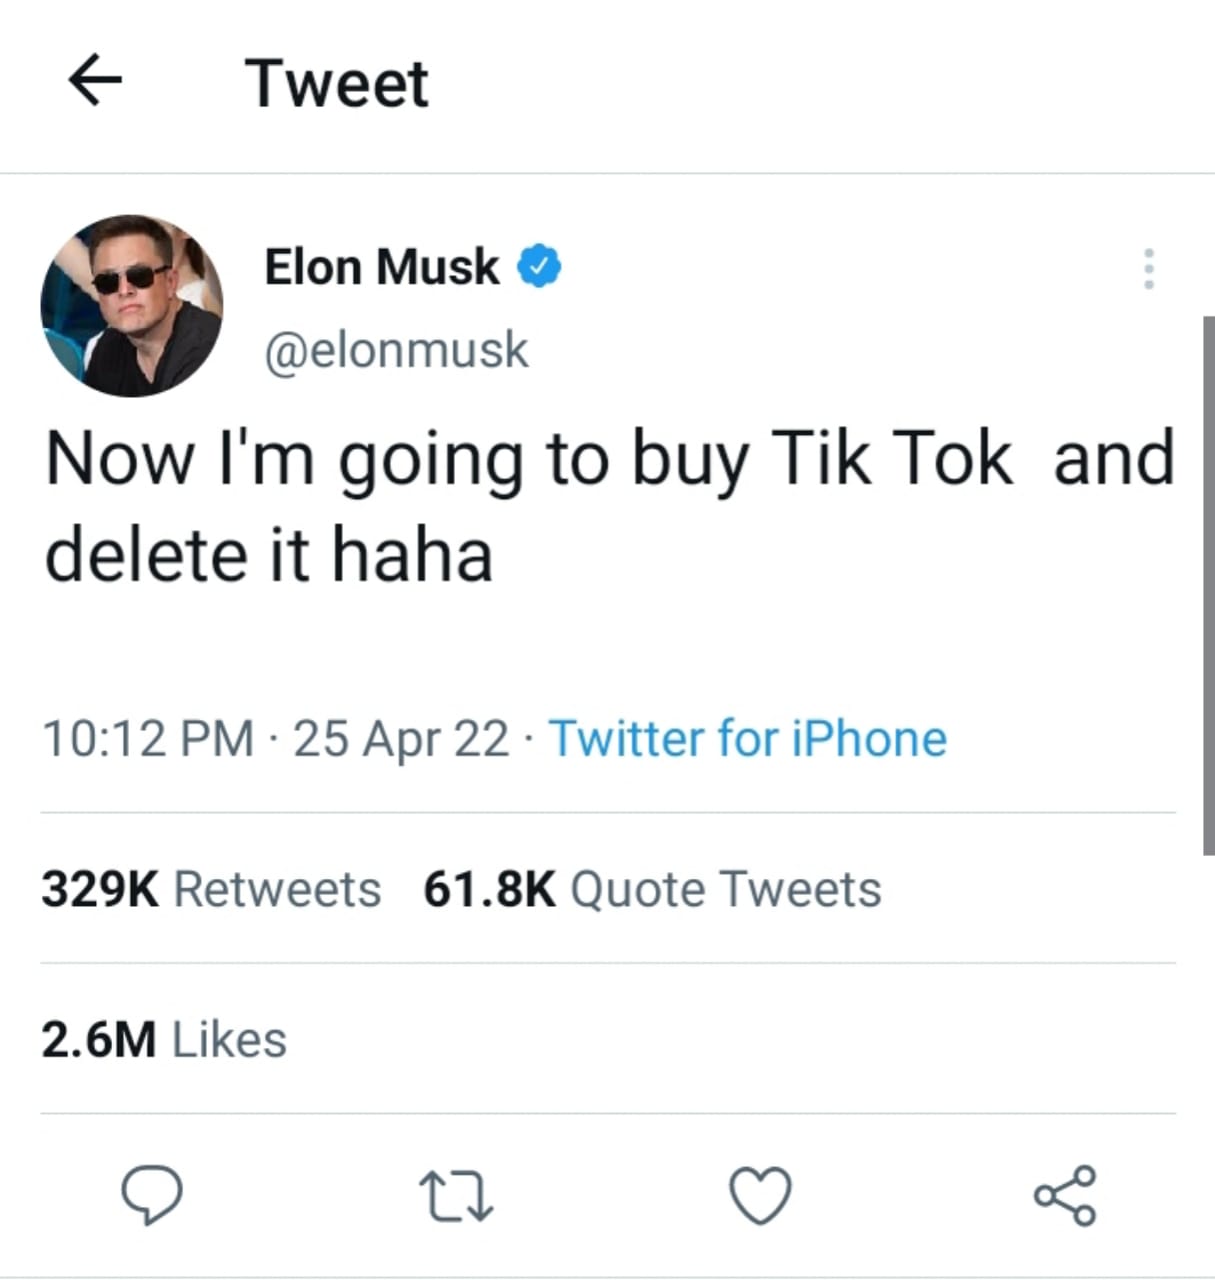 Tweet
Elon Musk
@elonmusk
Now I'm going to buy Tik Tok  and
delete it haha
10:12 PM · 25 Apr 22 · Twitter for iPhone
329K Retweets 61.8K Quote Tweets
2.6M Likes